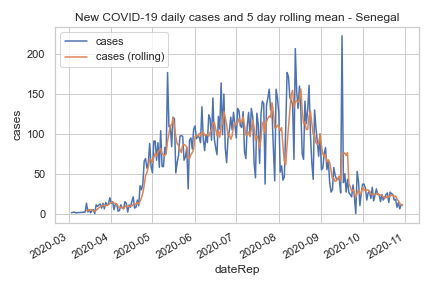 New COVID-19 daily cases and 5 day rolling mean - Senegal
cases
cases (rolling)
200
150
100
50
0
cases
2020-03
2020-04
2020-05
2020-06
2020-07
2020-08
2020-09
2020-10
2020-11
dateRep